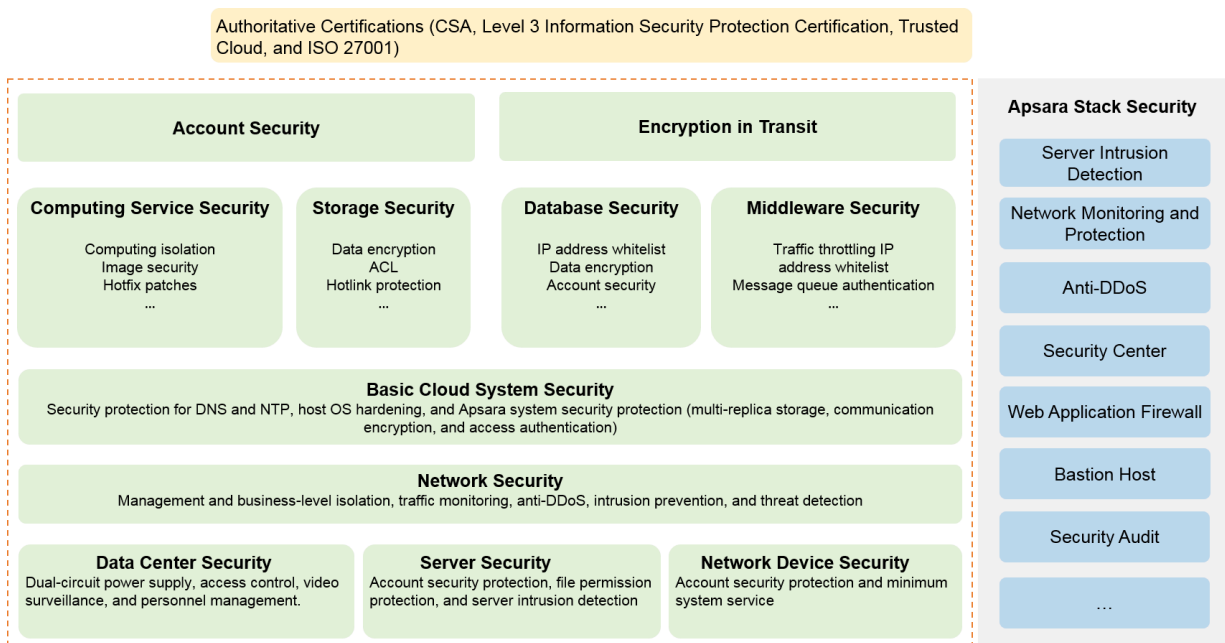 Authoritative Certifications (CSA, Level 3 Information Security Protection Certification, Trusted
Cloud, and ISO 27001)
Account Security
Encryption in Transit
Computing Service Security
Computing isolation
Image security
Hotfix patches
...
Storage Security
Data encryption
ACL
Hotlink protection
...
Database Security
IP address whitelist
Data encryption
Account security
...
Middleware Security
Traffic throttling IP
address whitelist
Message queue authentication
...
Basic Cloud System Security
Security protection for DNS and NTP, host OS hardening, and Apsara system security protection (multi-replica storage, communication
encryption, and access authentication)
Network Security
Management and business-level isolation, traffic monitoring, anti-DDoS, intrusion prevention, and threat detection
Data Center Security
Dual-circuit power supply, access control, video
surveillance, and personnel management.
Server Security
Account security protection, file permission
protection, and server intrusion detection
Network Device Security
Account security protection and minimum
system service
Apsara Stack Security
Server Intrusion
Detection
Network Monitoring and
Protection
Anti-DDoS
Security Center
Web Application Firewall
Bastion Host
Security Audit
...